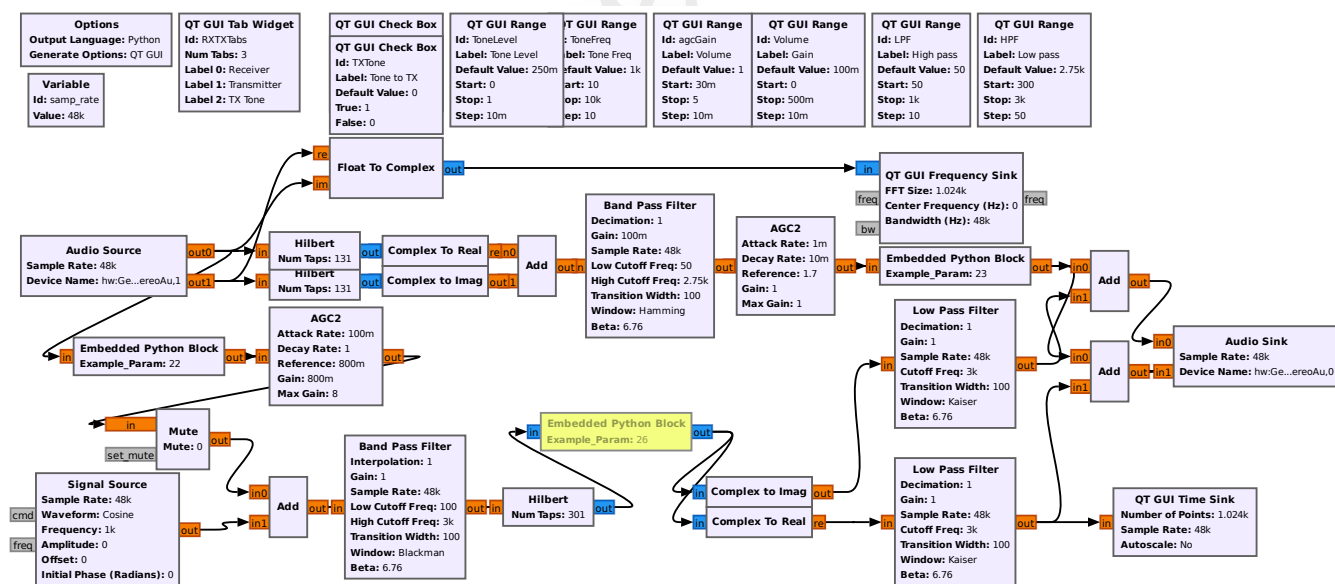 Options
Output Language: Python
Generate Options: QT GUI
Variable
Id: samp_rate
Value: 48k
QT GUI Tab Widget
Id: RXTXTabs
Num Tabs: 3
Label 0: Receiver
Label 1: Transmitter
Label 2: TX Tone
QT GUI Check Box
QT GUI Check Box
Id: TXTone
Label: Tone to TX
Default Value: 0
True: 1
False: 0
QT GUI Range
Id: ToneLevel
Label: Tone Level
Default Value: 250m
Start: 0
Stop: 1
Step: 10m
QT GUI Range
Id: ToneFreq
Label: Tone Freq
Default Value: 1k
Start: 10
Stop: 10k
Step: 10
QT GUI Range
Id: agcGain
Label: Volume
Default Value: 1
Start: 30m
Stop: 5
Step: 10m
QT GUI Range
Id: Volume
Label: Gain
Default Value: 100m
Start: 0
Stop: 500m
Step: 10m
QT GUI Range
Id: LPF
Label: High pass
Default Value: 50
Start: 50
Stop: 1k
Step: 10
QT GUI Range
Id: HPF
Label: Low pass
Default Value: 2.75k
Start: 300
Stop: 3k
Step: 50
re
im
Float To Complex
out
in
freq
bw
QT GUI Frequency Sink
FFT Size: 1.024k
Center Frequency (Hz): 0
Bandwidth (Hz): 48k
freq
Audio Source
Sample Rate: 48k
Device Name: hw:Ge...ereoAu,1
out0
out1
in
Hilbert
Num Taps: 131
out
in
Hilbert
Num Taps: 131
out
Complex To Real
re
Complex to Imag
out
Add
out
in
Band Pass Filter
Decimation: 1
Gain: 100m
Sample Rate: 48k
Low Cutoff Freq: 50
High Cutoff Freq: 2.75k
Transition Width: 100
Window: Hamming
Beta: 6.76
out
AGC2
Attack Rate: 1m
Decay Rate: 10m
Reference: 1.7
Gain: 1
Max Gain: 1
out
in
Embedded Python Block
Example_Param: 23
out
in0
in1
Add
out
in
Embedded Python Block
Example_Param: 22
out
in
AGC2
Attack Rate: 100m
Decay Rate: 1
Reference: 800m
Gain: 800m
Max Gain: 8
out
in
Low Pass Filter
Decimation: 1
Gain: 1
Sample Rate: 48k
Cutoff Freq: 3k
Transition Width: 100
Window: Kaiser
Beta: 6.76
out
in0
in1
Add
out
in0
in1
Audio Sink
Sample Rate: 48k
Device Name: hw:Ge...ereoAu,0
in
set_mute
Mute
Mute: 0
out
cmd
freq
Signal Source
Sample Rate: 48k
Waveform: Cosine
Frequency: 1k
Amplitude: 0
Offset: 0
Initial Phase (Radians): 0
out
in0
in1
Add
out
in
Band Pass Filter
Interpolation: 1
Gain: 1
Sample Rate: 48k
Low Cutoff Freq: 100
High Cutoff Freq: 3k
Transition Width: 100
Window: Blackman
Beta: 6.76
out
in
Hilbert
Num Taps: 301
out
in
Embedded Python Block
Example_Param: 26
out
in
Complex to Imag
out
in
Complex To Real
re
in
Low Pass Filter
Decimation: 1
Gain: 1
Sample Rate: 48k
Cutoff Freq: 3k
Transition Width: 100
Window: Kaiser
Beta: 6.76
out
in
QT GUI Time Sink
Number of Points: 1.024k
Sample Rate: 48k
Autoscale: No